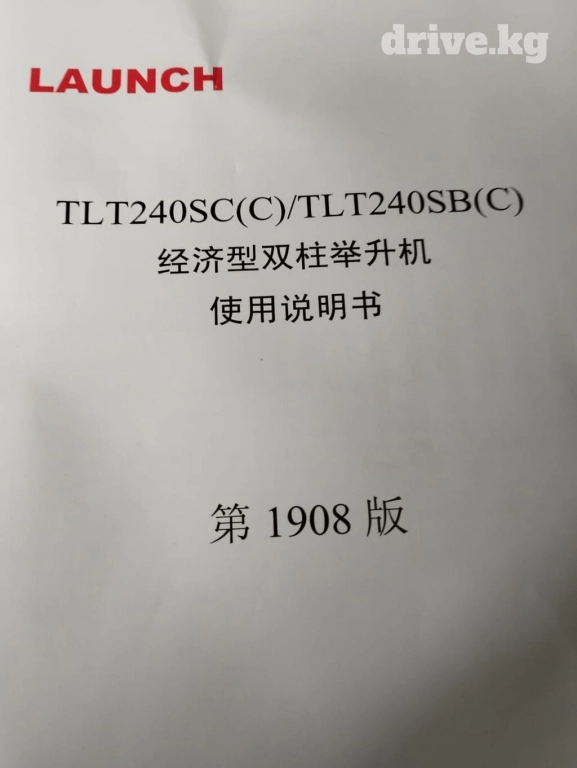 drive.kg
LAUNCH
TLT240SC(C)/TLT240SB(C)
经济型双柱举升机
使用说明书
第 1908 版